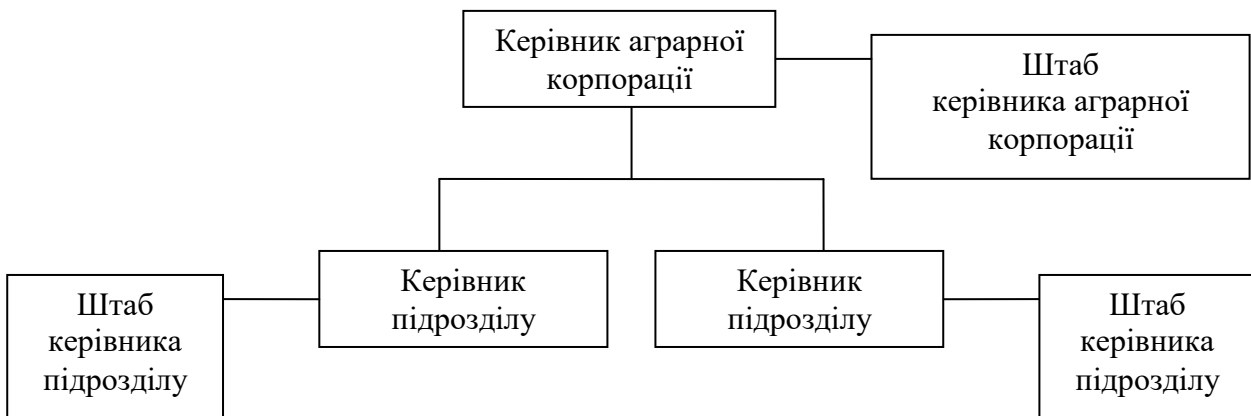 Керівник аграрної
корпорації
Штаб
керівника аграрної
корпорації
Керівник
підрозділу
Керівник
підрозділу
Штаб
керівника
підрозділу
Штаб
керівника
підрозділу